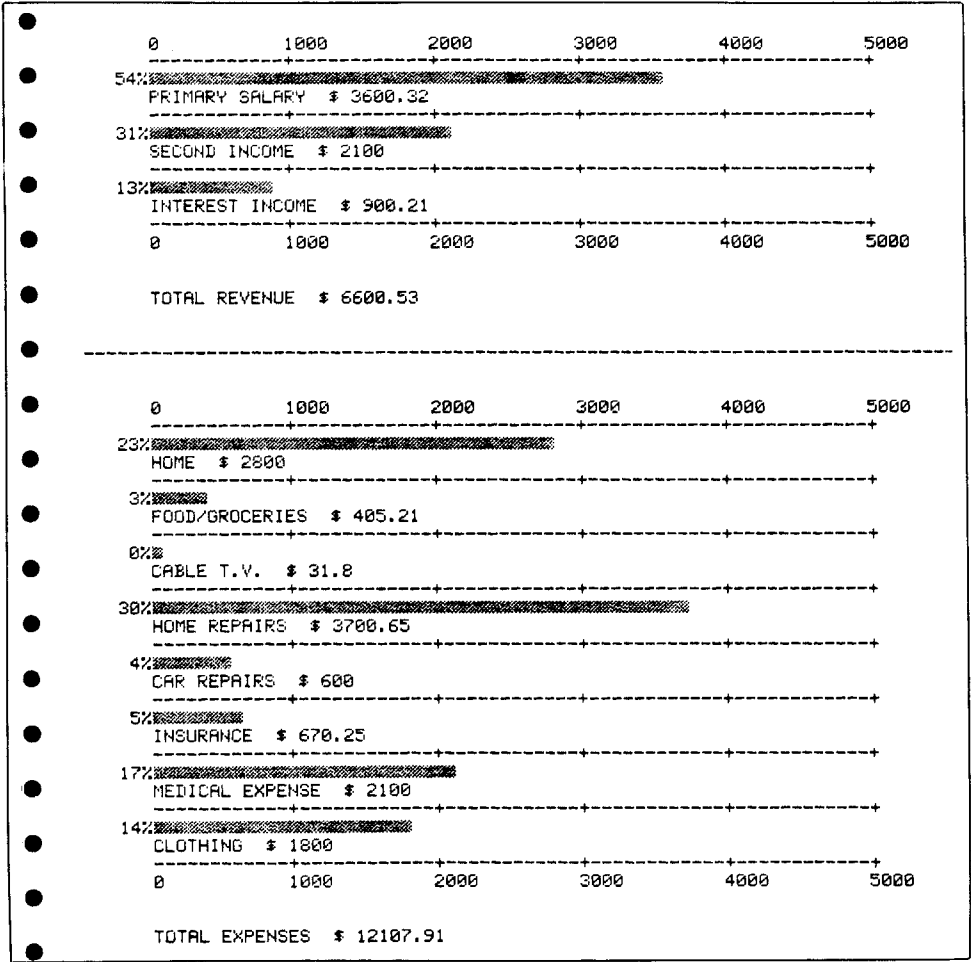 0 1000 2000 3000 4000 5000
54%
PRIMARY SALARY $ 3600.32
31%
SECOND INCOME $ 2100
13%
INTEREST INCOME $ 900.21
0 1000 2000 3000 4000 5000
TOTAL REVENUE $ 6600.53
0 1000 2000 3000 4000 5000
23%
HOME $ 2800
3%
FOOD/GROCERIES $ 405.21
0%
CABLE T.V. $ 31.8
30%
HOME REPAIRS $ 3700.65
4%
CAR REPAIRS $ 600
5%
INSURANCE $ 670.25
17%
MEDICAL EXPENSE $ 2100
14%
CLOTHING $ 1800
0 1000 2000 3000 4000 5000
TOTAL EXPENSES $ 12107.91